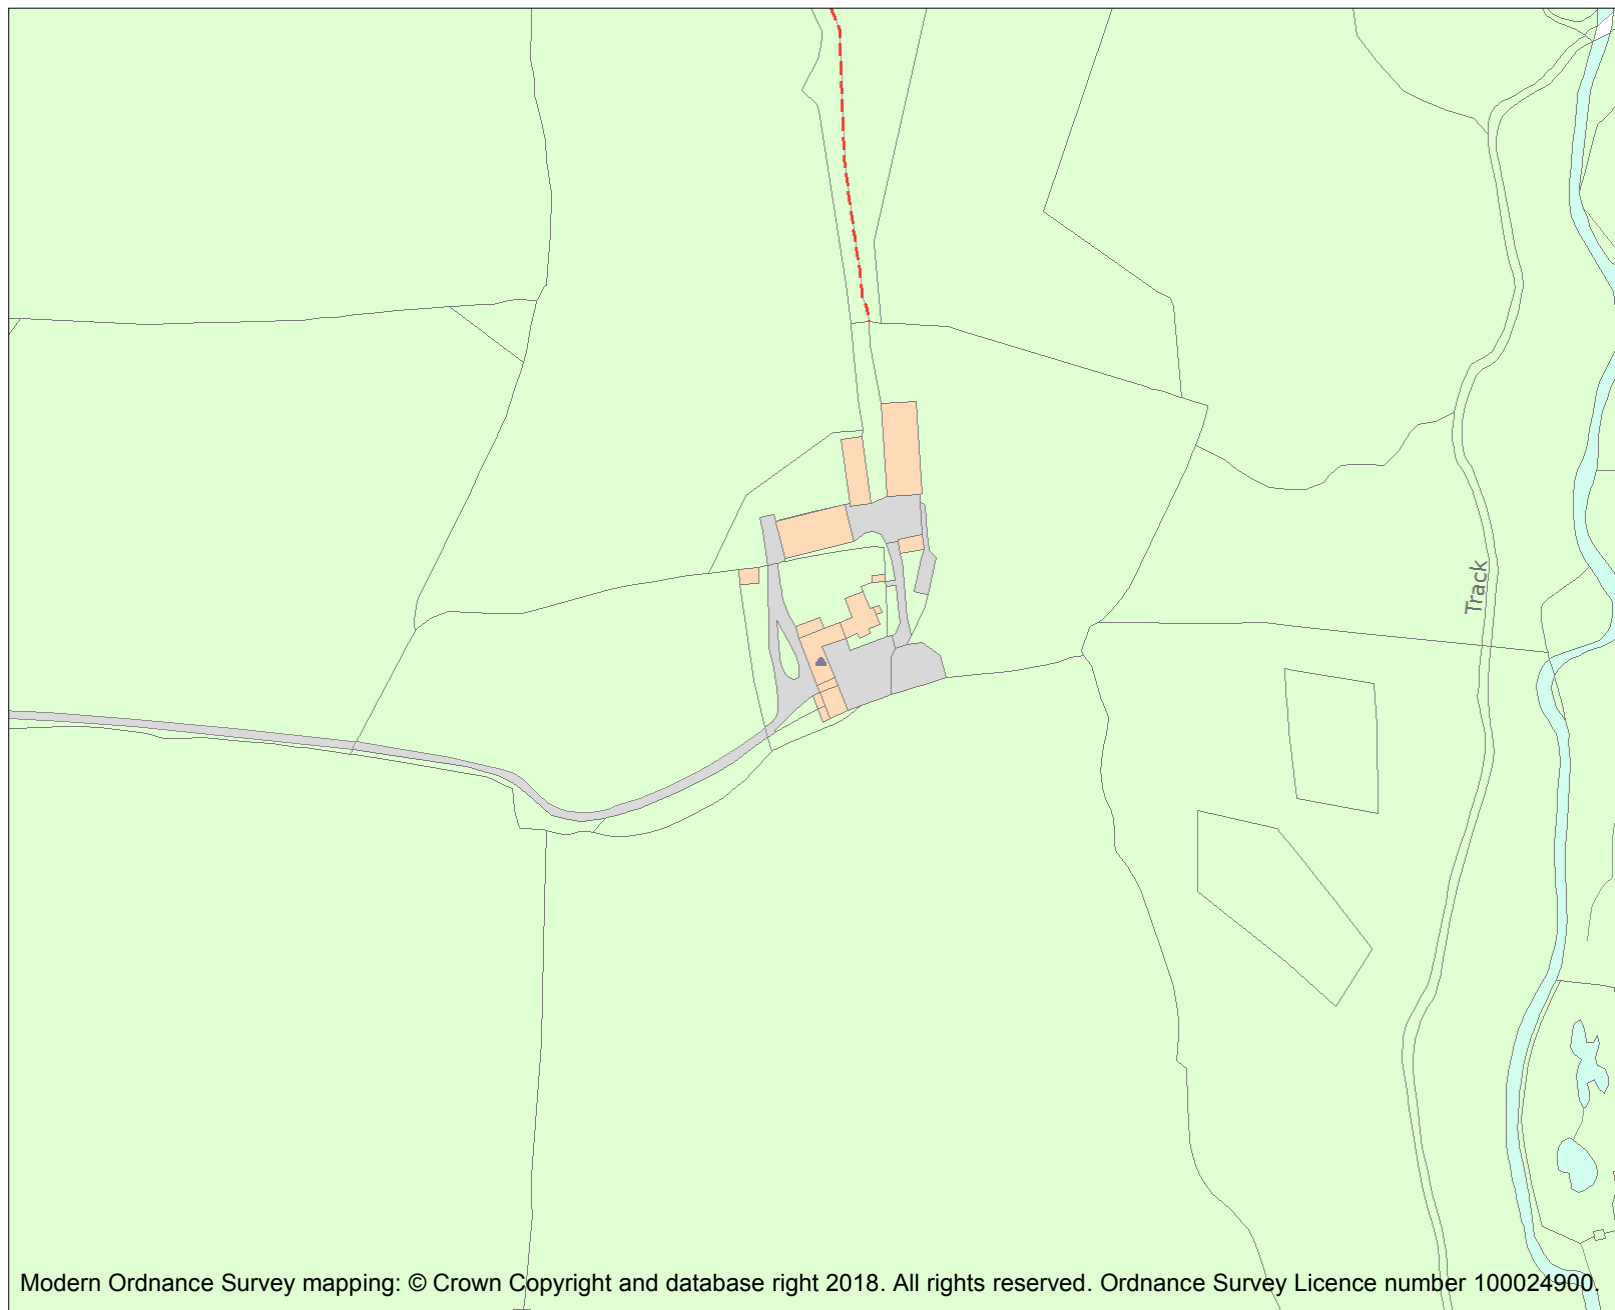 Track
Modern Ordnance Survey mapping: © Crown Copyright and database right 2018. All rights reserved. Ordnance Survey Licence number 100024900.